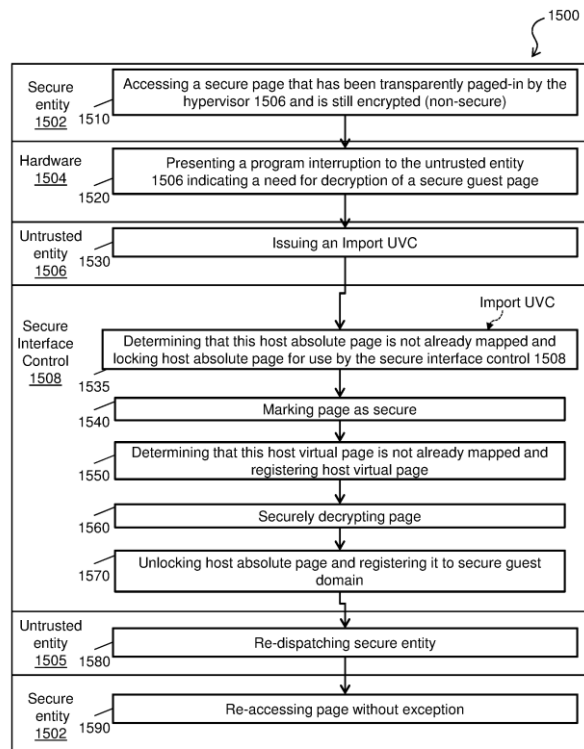 1500
Secure
entity
1502
1510
Accessing a secure page that has been transparently paged-in by the
hypervisor 1506 and is still encrypted (non-secure)
Hardware
1504
1520
Presenting a program interruption to the untrusted entity
1506 indicating a need for decryption of a secure guest page
Untrusted
entity
1506
1530
Issuing an Import UVC
Secure
Interface
Control
1508
Import UVC
Determining that this host absolute page is not already mapped and
locking host absolute page for use by the secure interface control 1508
1535
Marking page as secure
1540
Determining that this host virtual page is not already mapped and
registering host virtual page
1550
Securely decrypting page
1560
Unlocking host absolute page and registering it to secure guest
domain
1570
Untrusted
entity
1505
1580
Re-dispatching secure entity
Secure
entity
1502
1590
Re-accessing page without exception